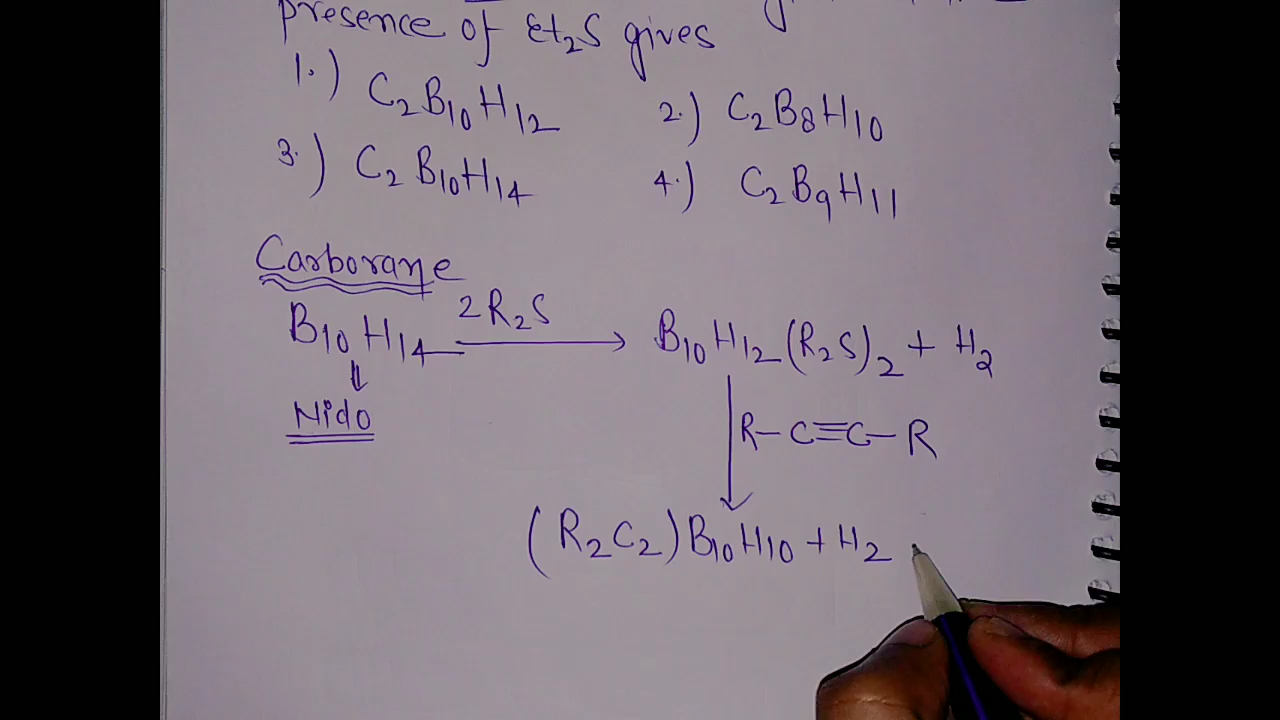 presence of Et₂S gives
1.) C₂B₁₀H₁₂ 2.) C₂B₈H₁₀
3.) C₂B₁₀H₁₄ 4.) C₂B₉H₁₁
Carborane
B₁₀H₁₄ 2R₂S → B₁₀H₁₂(R₂S)₂ + H₂
⇓
Nido
R-C≡C-R
(R₂C₂)B₁₀H₁₀ + H₂